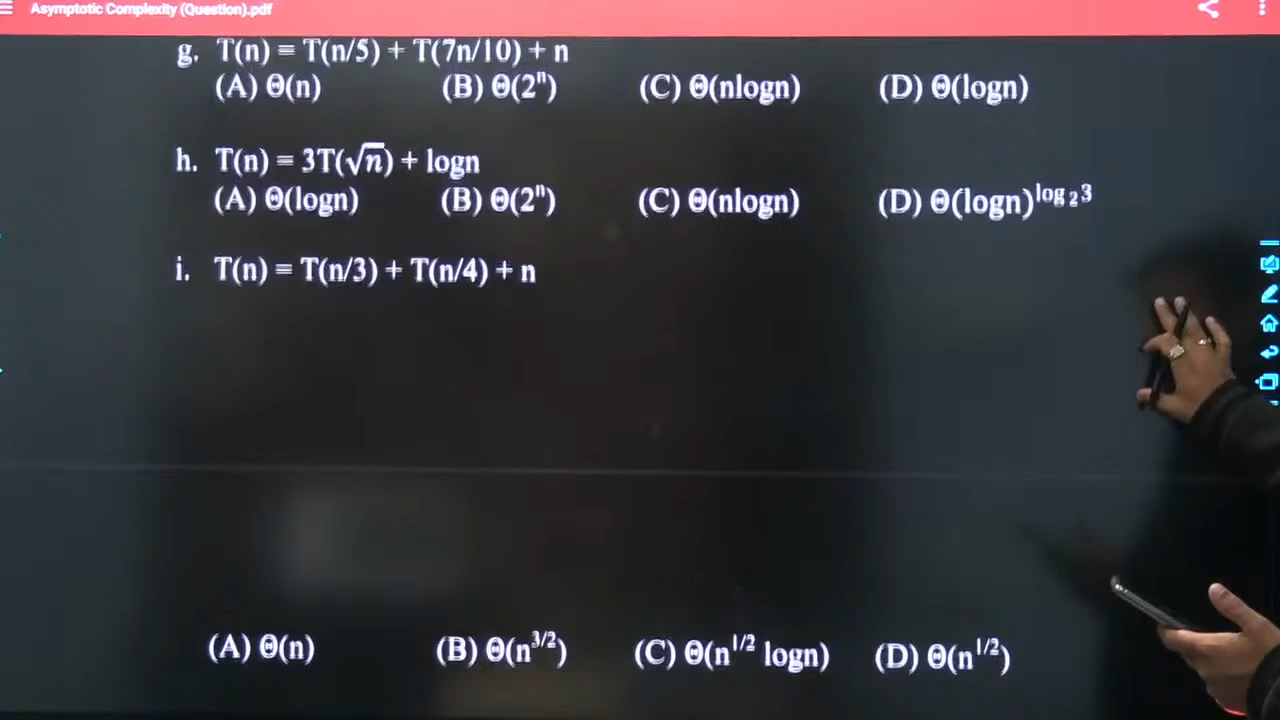 Asymptotic Complexity (Question).pdf
g. T(n) = T(n/5) + T(7n/10) + n
(A) Θ(n) (B) Θ(2ⁿ) (C) Θ(nlogn) (D) Θ(logn)
h. T(n) = 3T(√n) + logn
(A) Θ(logn) (B) Θ(2ⁿ) (C) Θ(nlogn) (D) Θ(logn)^log₂3
i. T(n) = T(n/3) + T(n/4) + n
(A) Θ(n) (B) Θ(n^3/2) (C) Θ(n^1/2 logn) (D) Θ(n^1/2)